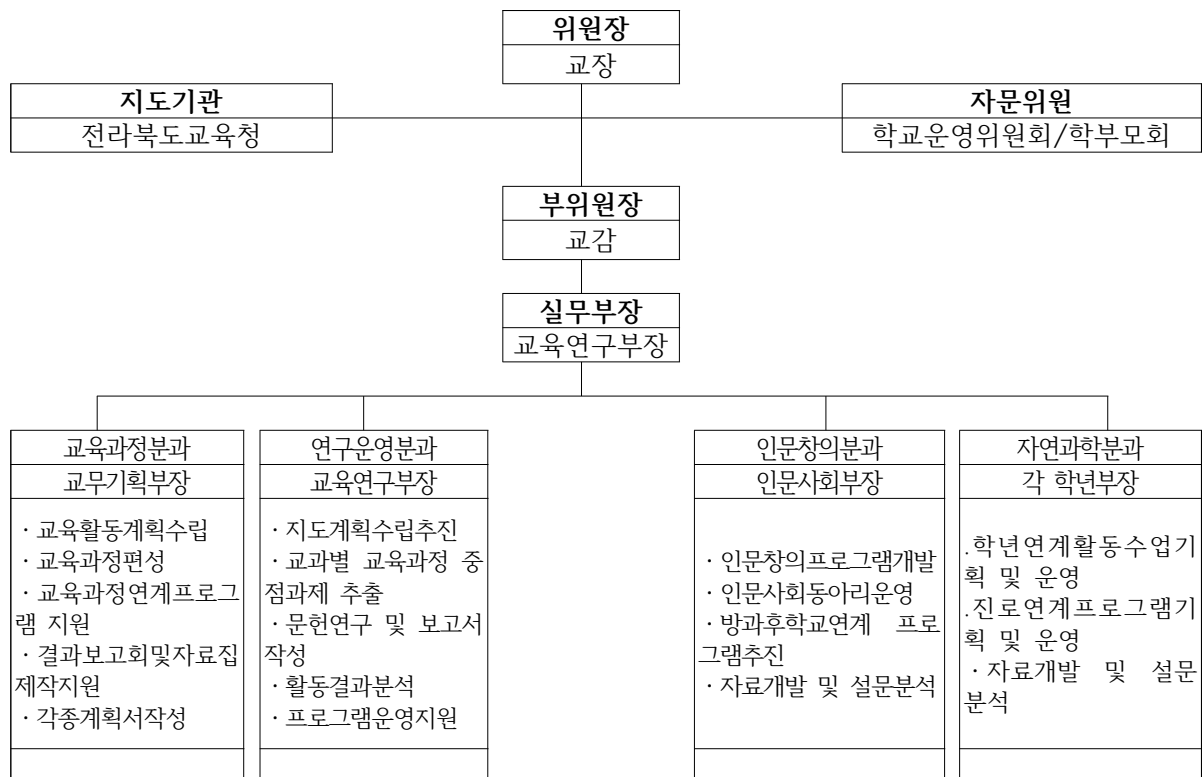 위원장
교장
지도기관
전라북도교육청
자문위원
학교운영위원회/학부모회
부위원장
교감
실무부장
교육연구부장
교육과정분과
교무기획부장
· 교육활동계획수립
· 교육과정편성
· 교육과정연계프로그
램 지원
· 결과보고회및자료집
제작지원
· 각종계획서작성
연구운영분과
교육연구부장
· 지도계획수립추진
· 교과별 교육과정 중
점과제 추출
· 문헌연구 및 보고서
작성
· 활동결과분석
· 프로그램운영지원
인문창의분과
인문사회부장
· 인문창의프로그램개발
· 인문사회동아리운영
· 방과후학교연계 프로
그램추진
· 자료개발 및 설문분석
자연과학분과
각 학년부장
.학년연계활동수업기
획 및 운영
.진로연계프로그램기
획 및 운영
· 자료개발 및 설문
분석